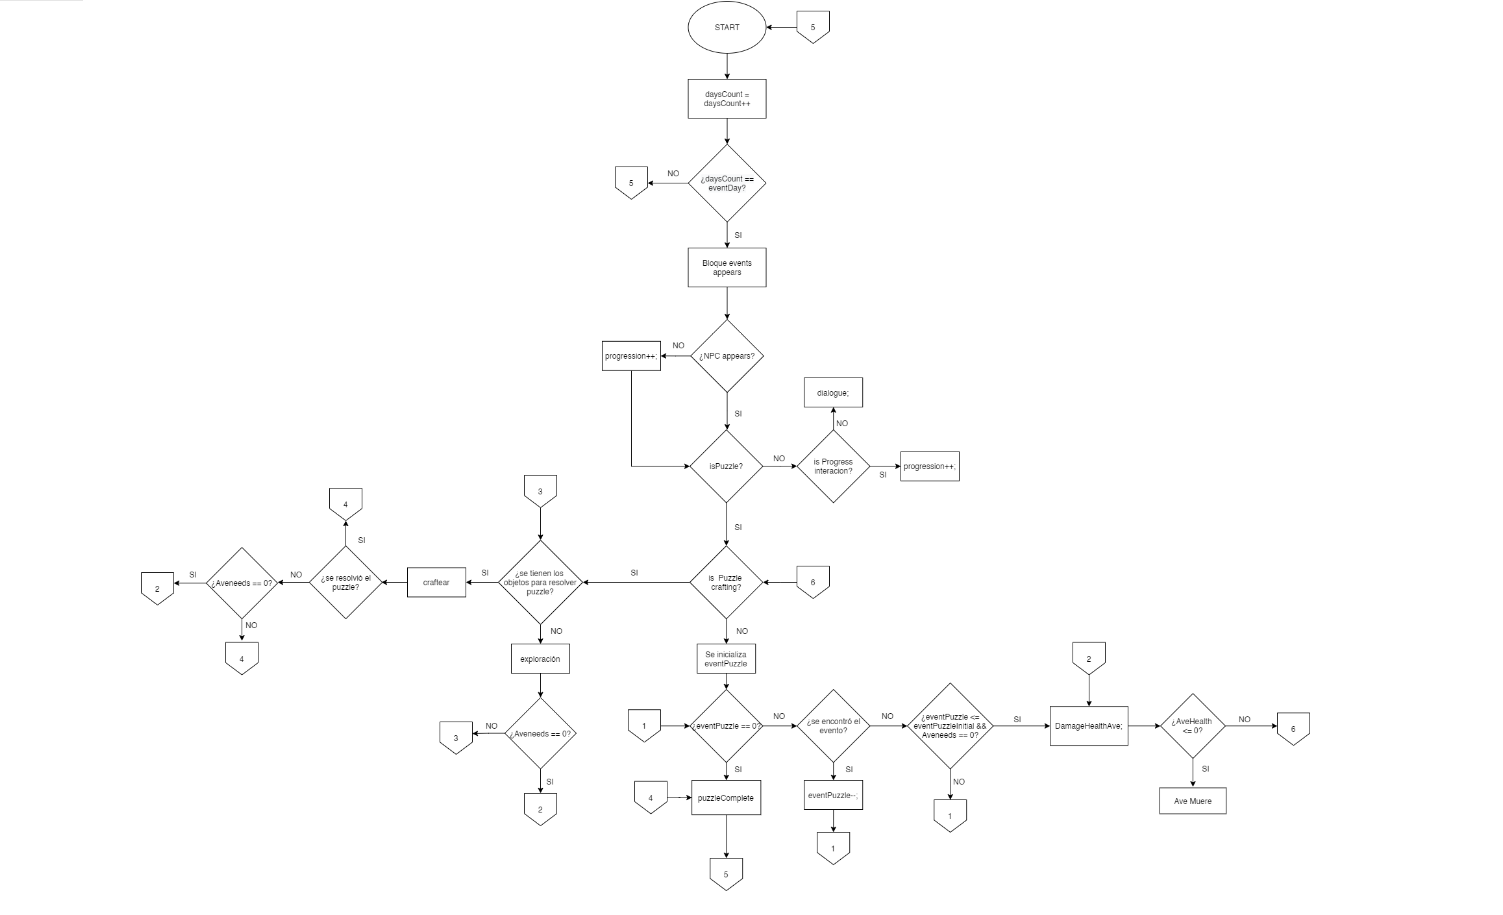 START
5
daysCount =
daysCount++
¿daysCount ==
eventDay?
NO
5
SI
Bloque events
appears
¿NPC appears?
NO
progression++;
SI
dialogue;
NO
isPuzzle?
NO
is Progress
interacion?
SI
progression++;
SI
3
4
SI
2
SI
¿Aveneeds == 0?
NO
¿se resolvió el
puzzle?
craftear
SI
¿se tienen los
objetos para resolver
puzzle?
SI
is Puzzle
crafting?
6
NO
4
NO
exploración
NO
Se inicializa
eventPuzzle
2
3
NO
¿Aveneeds == 0?
SI
2
1
¿eventPuzzle == 0?
NO
¿se encontró el
evento?
NO
¿eventPuzzle <=
eventPuzzleInitial &&
Aveneeds == 0?
SI
DamageHealthAve;
¿AveHealth
<= 0?
NO
6
SI
SI
NO
SI
4
puzzleComplete
eventPuzzle--;
1
Ave Muere
1
5